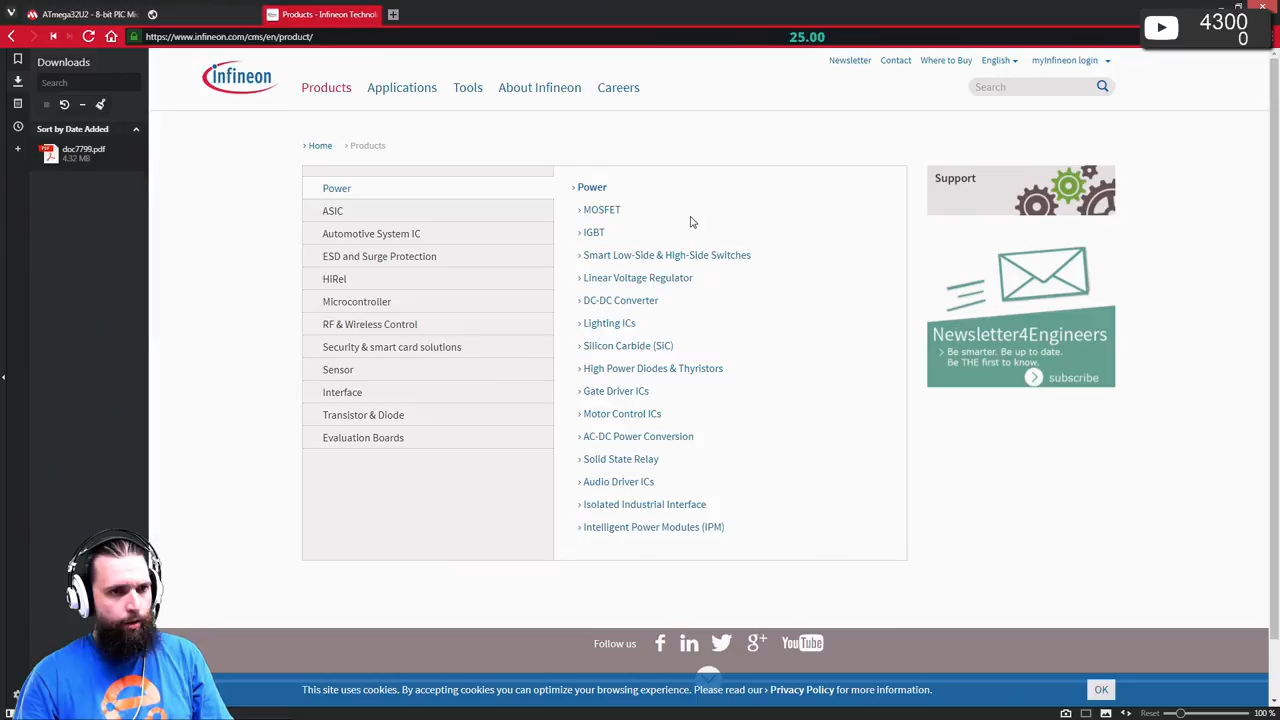 ATmega32U2 - 8-bit PIC Mic
Products - Infineon Technol
https://www.infineon.com/cms/en/product/
25.00
4300
0
Downloads
Search
Sort by Date Added
doc7799.pdf
4.32 MB
Newsletter
Contact
Where to Buy
English
myInfineon login
infineon
Products
Applications
Tools
About Infineon
Careers
Search
› Home
› Products
Power
ASIC
Automotive System IC
ESD and Surge Protection
HiRel
Microcontroller
RF & Wireless Control
Security & smart card solutions
Sensor
Interface
Transistor & Diode
Evaluation Boards
› Power
› MOSFET
› IGBT
› Smart Low-Side & High-Side Switches
› Linear Voltage Regulator
› DC-DC Converter
› Lighting ICs
› Silicon Carbide (SiC)
› High Power Diodes & Thyristors
› Gate Driver ICs
› Motor Control ICs
› AC-DC Power Conversion
› Solid State Relay
› Audio Driver ICs
› Isolated Industrial Interface
› Intelligent Power Modules (IPM)
Support
Newsletter4Engineers
› Be smarter. Be up to date.
Be THE first to know.
subscribe
Follow us
YouTube
This site uses cookies. By accepting cookies you can optimize your browsing experience. Please read our › Privacy Policy for more information.
OK
Reset
100 %